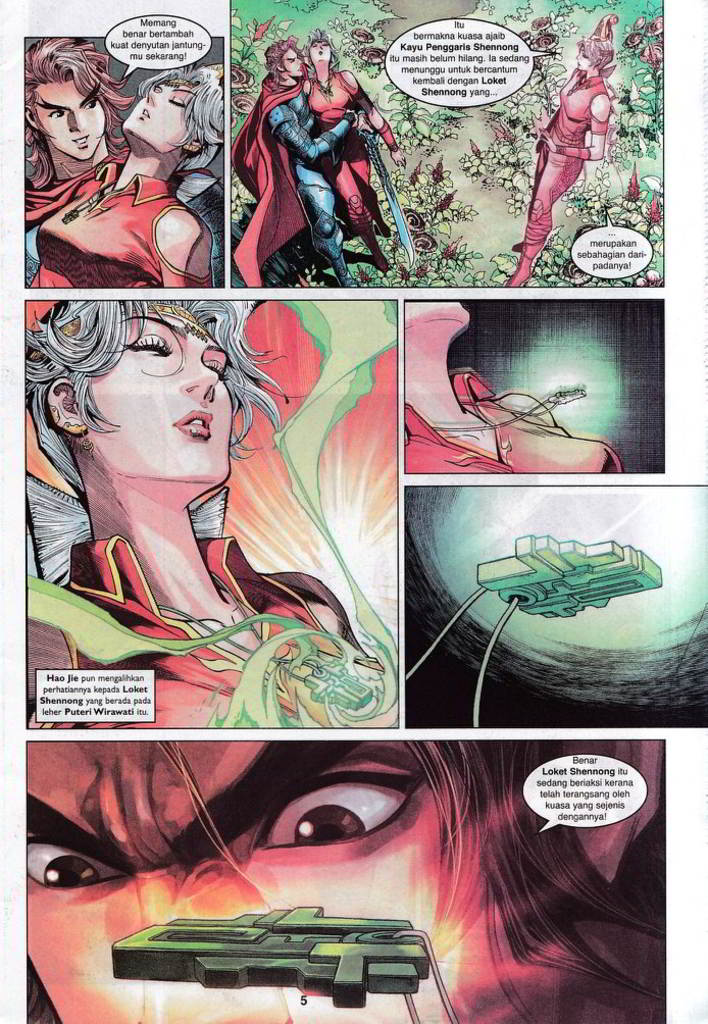 Memang
benar bertambah
kuat denyutan jantung-
mu sekarang!
Itu
bermakna kuasa ajaib
Kayu Penggaris Shennong
itu masih belum hilang. Ia sedang
menunggu untuk bercantum
kembali dengan Loket
Shennong yang...
...
merupakan
sebahagian dari-
padanya!
Hao Jie pun mengalihkan
perhatiannya kepada Loket
Shennong yang berada pada
leher Puteri Wirawati itu.
Benar
Loket Shennong itu
sedang beriaksi kerana
telah terangsang oleh
kuasa yang sejenis
dengannya!
5